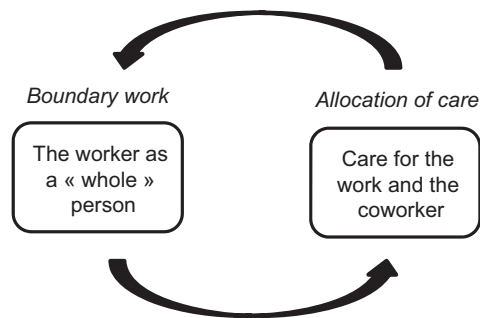 Boundary work
The worker as
a « whole »
person
Allocation of care
Care for the
work and the
coworker